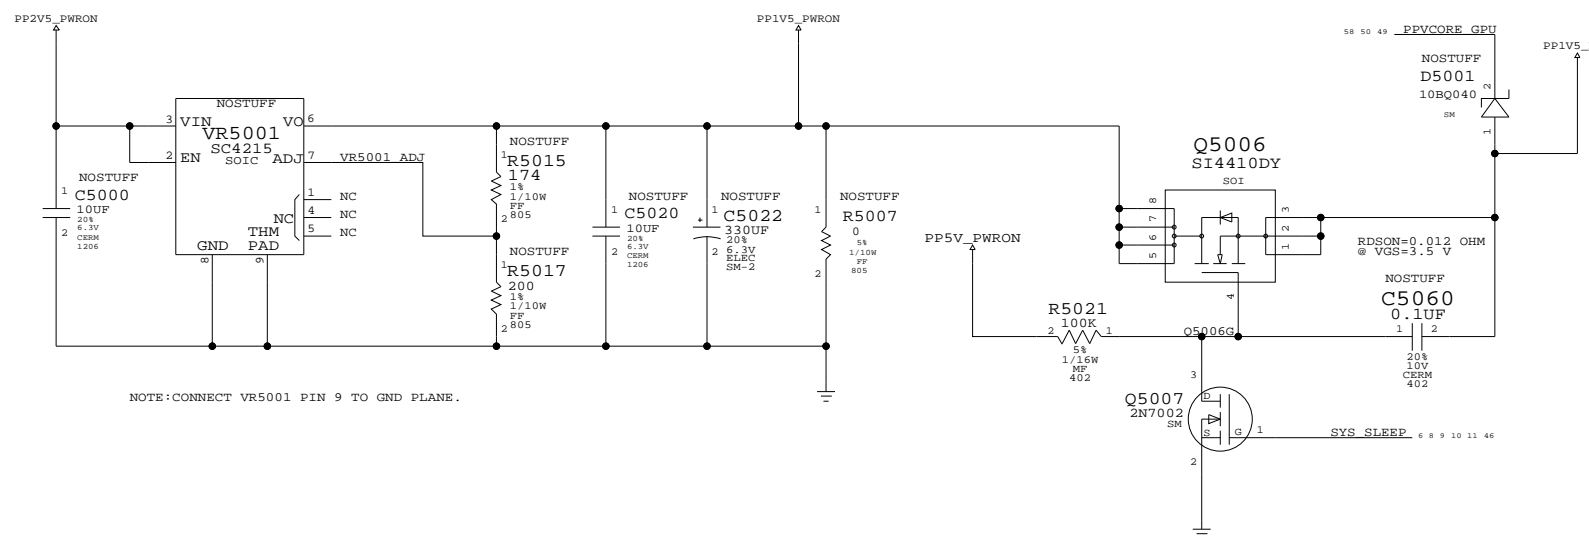 PP2V5_PWRON
NOSTUFF
3
VIN
VR5001
VO
6
SC4215
SOIC
2
EN
ADJ
7
VR5001_ADJ
1
NC
4
NC
5
NC
NC
THM
PAD
GND
8
9
NOSTUFF
1
C5000
10UF
20%
6.3V
CERM
1206
2
NOSTUFF
1
R5015
174
1%
1/10W
FF
805
2
1
R5017
200
1%
1/10W
FF
805
2
NOSTUFF
1
C5020
10UF
20%
6.3V
CERM
1206
2
NOSTUFF
1
+
C5022
330UF
20%
6.3V
ELEC
SM-2
2
PP1V5_PWRON
NOSTUFF
1
R5007
0
5%
1/10W
FF
805
2
NOTE:CONNECT VR5001 PIN 9 TO GND PLANE.
PP5V_PWRON
R5021
100K
2
1
5%
1/16W
MF
402
Q5006
SI4410DY
SOI
8
7
6
5
3
2
1
4
Q5006G
RDSON=0.012 OHM
@ VGS=3.5 V
NOSTUFF
C5060
0.1UF
1
2
20%
10V
CERM
402
3
Q5007
2N7002
SM
D
S
G
1
2
SYS_SLEEP
6 8 9 10 11 46
58 50 49
PPVCORE_GPU
NOSTUFF
D5001
10BQ040
SM
2
1
PP1V5_